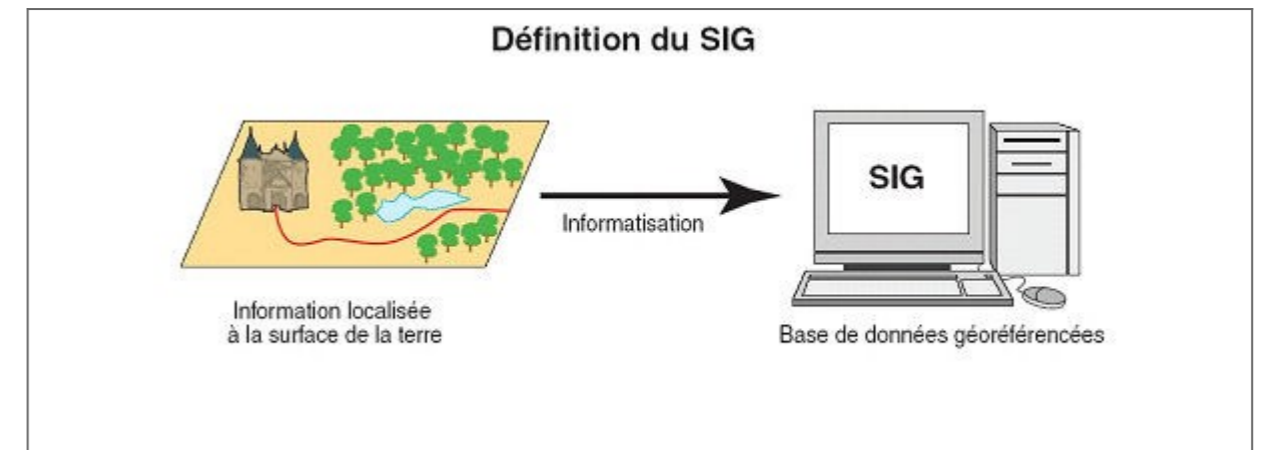 Définition du SIG
SIG
Informatisation
Information localisée
à la surface de la terre
Base de données géoréférencées